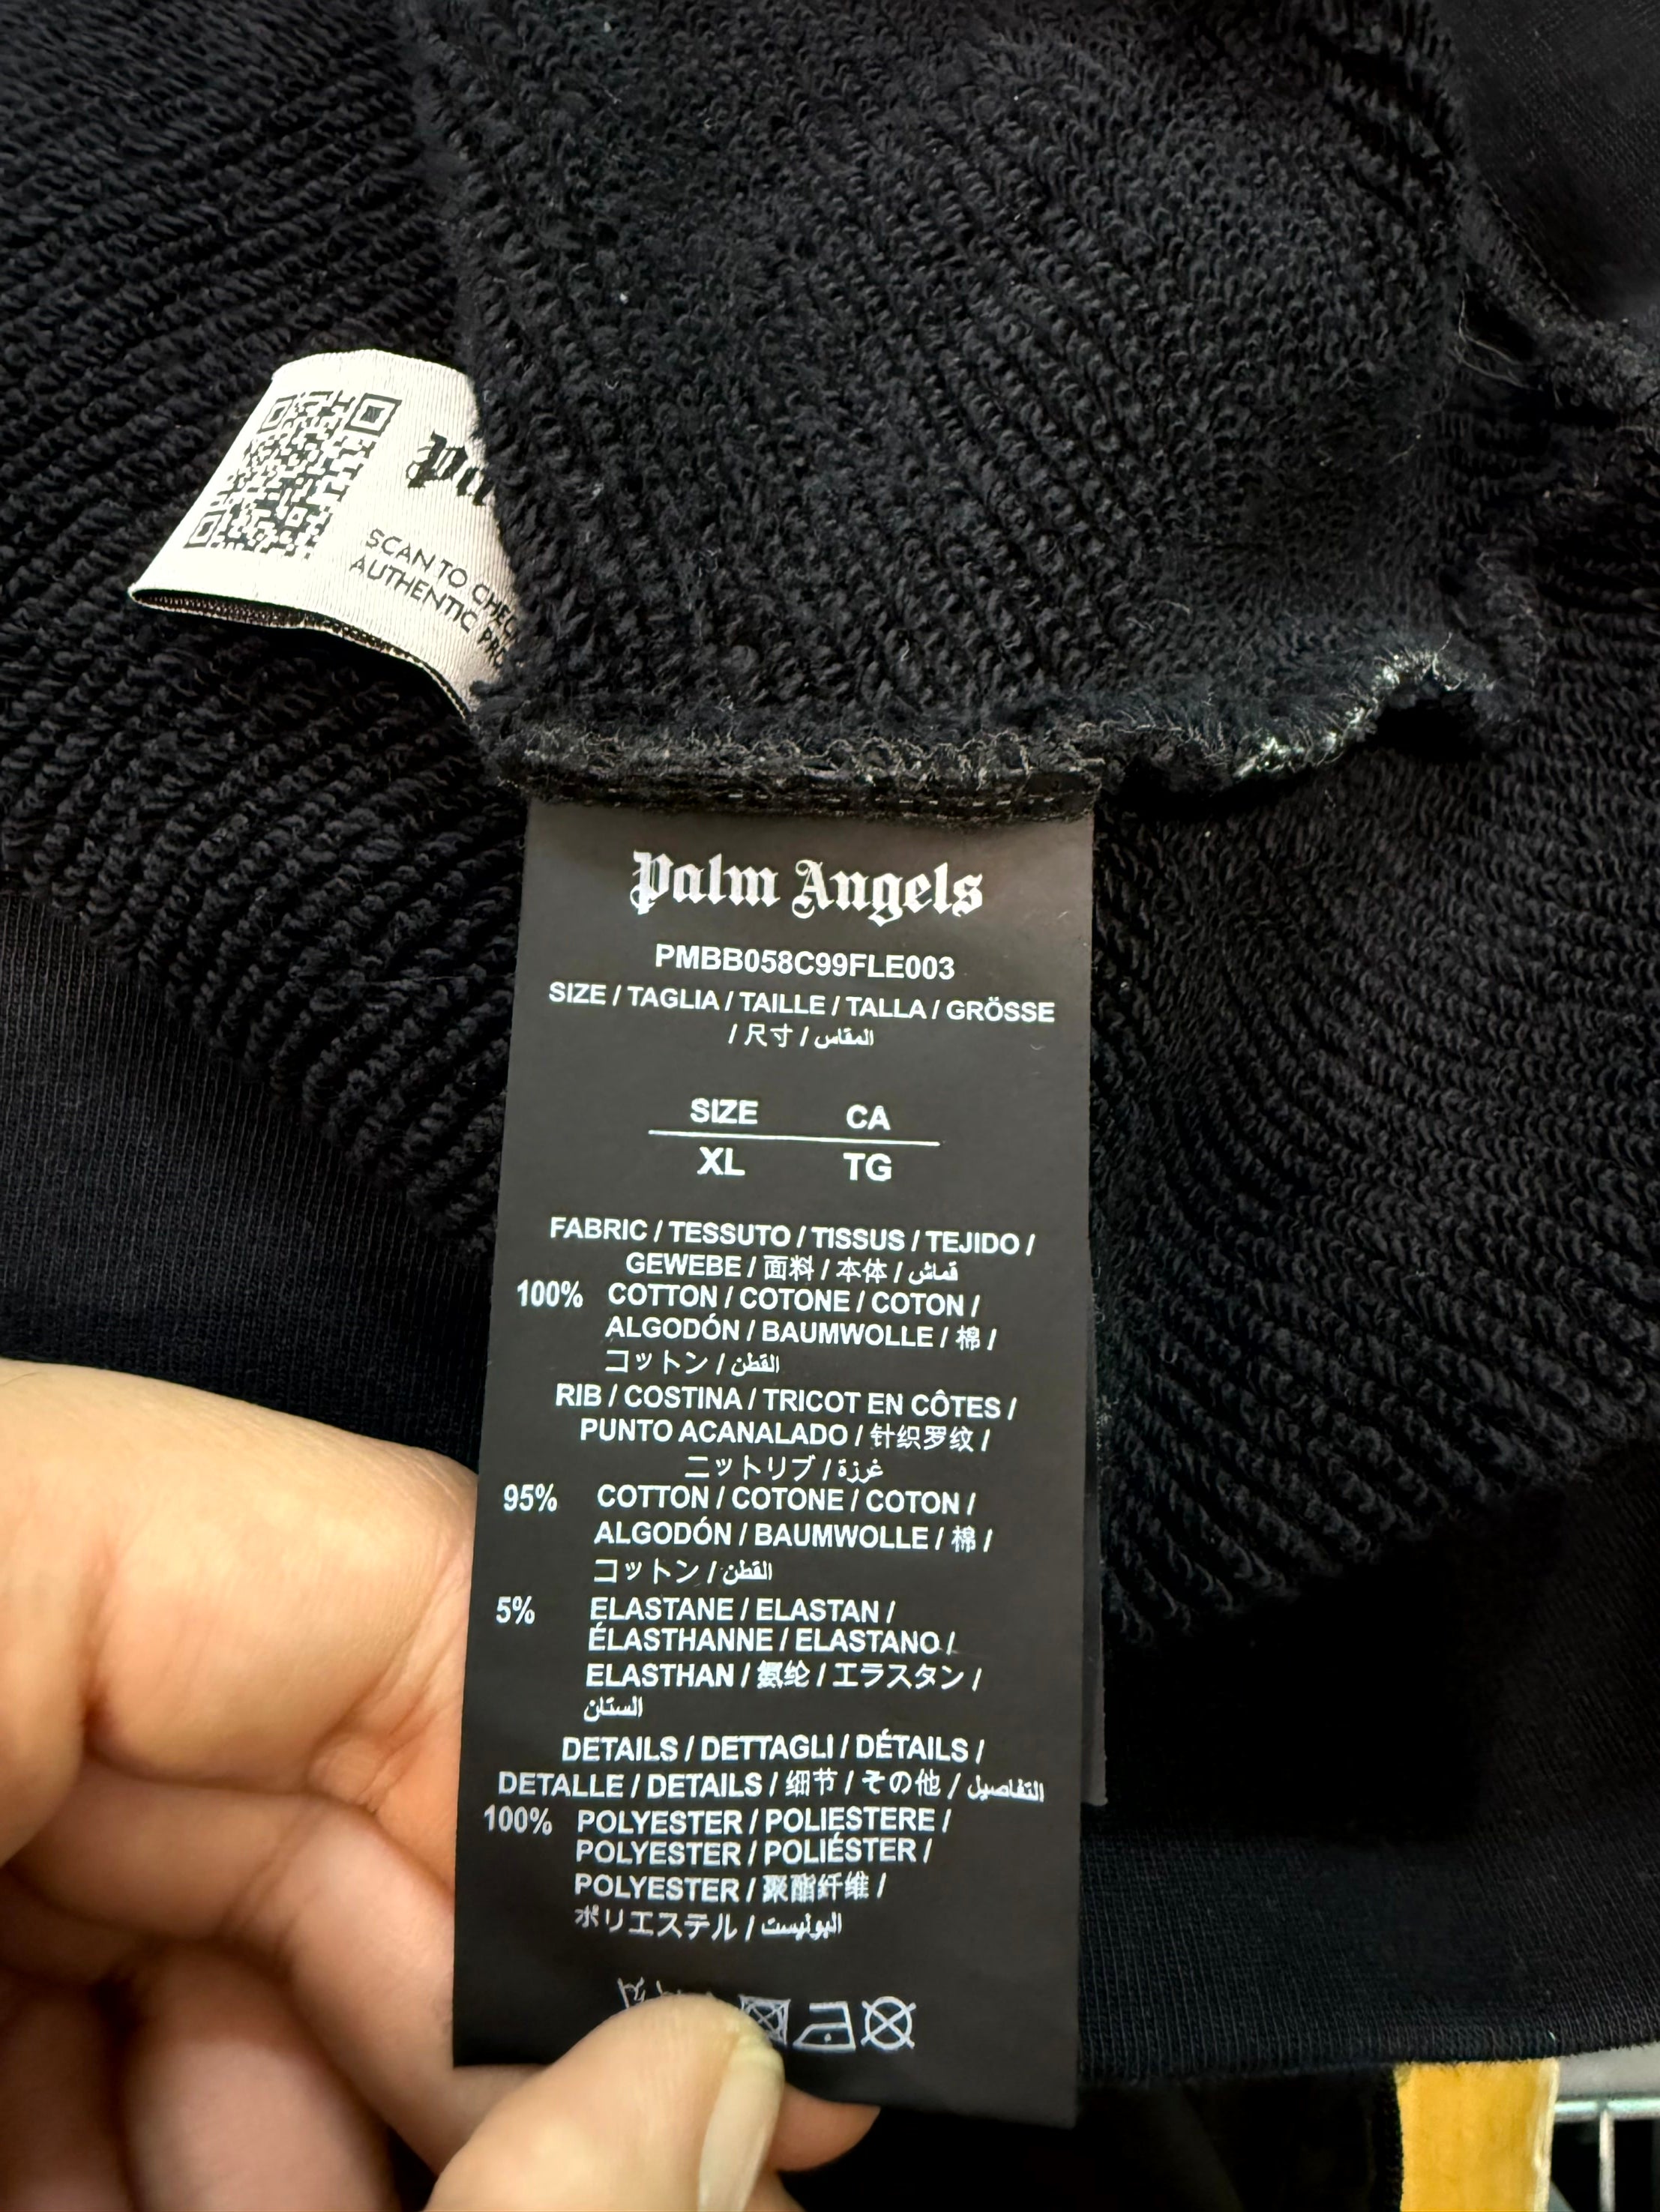 SCAN TO
AUTHENTIC
Palm Angels
PMBB058C99FLE003
SIZE / TAGLIA / TAILLE / TALLA / GRÖSSE
/ 尺寸 / المقاس
SIZE CA
XL TG
FABRIC / TESSUTO / TISSUS / TEJIDO /
GEWEBE / 面料 / 本体 / قماش
100% COTTON / COTONE / COTON /
ALGODÓN / BAUMWOLLE / 棉 /
コットン / القطن
RIB / COSTINA / TRICOT EN CÔTES /
PUNTO ACANALADO / 针织罗纹 /
ニットリブ / غرزة
95% COTTON / COTONE / COTON /
ALGODÓN / BAUMWOLLE / 棉 /
コットン / القطن
5% ELASTANE / ELASTAN /
ÉLASTHANNE / ELASTANO /
ELASTHAN / 氨纶 / エラスタン /
الستان
DETAILS / DETTAGLI / DÉTAILS /
DETALLE / DETAILS / 细节 / その他 / التفاصيل
100% POLYESTER / POLIESTERE /
POLYESTER / POLIÉSTER /
POLYESTER / 聚酯纤维 /
ポリエステル / البوليست